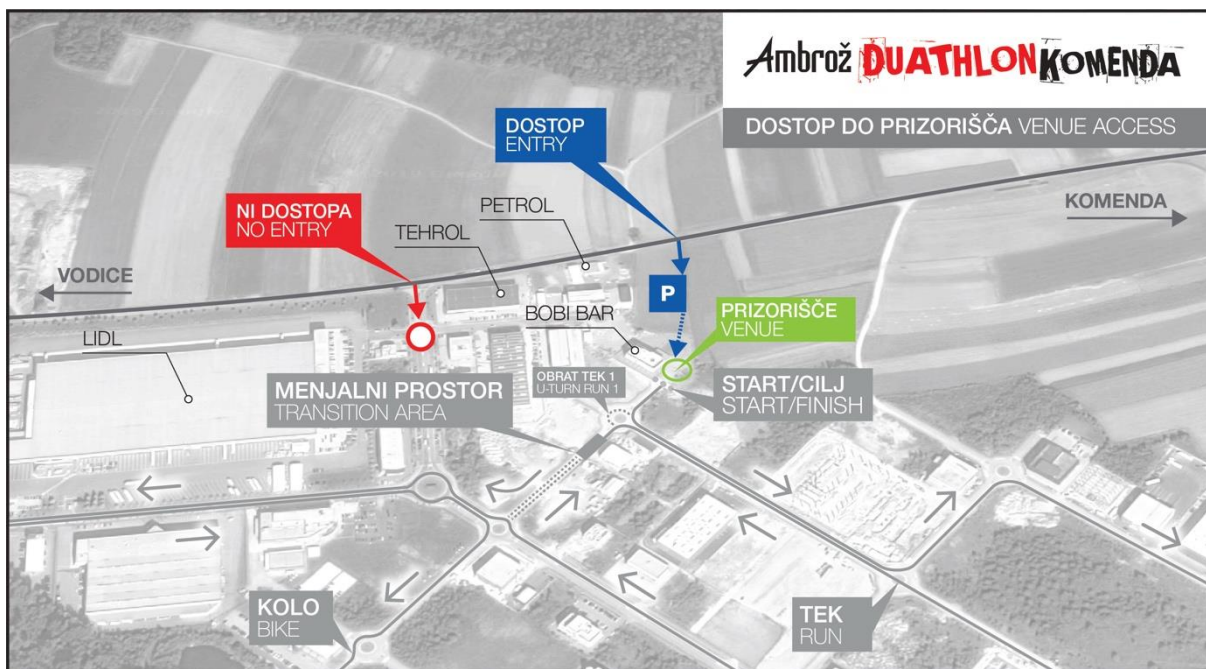 Ambrož DUATHLON KOMENDA
DOSTOP DO PRIZORIŠČA VENUE ACCESS
DOSTOP
ENTRY
NI DOSTOPA
NO ENTRY
PETROL
TEHROL
KOMENDA
VODICE
P
LIDL
BOBI BAR
PRIZORIŠČE
VENUE
MENJALNI PROSTOR
TRANSITION AREA
OBRAT TEK 1
U-TURN RUN 1
START/CILJ
START/FINISH
KOLO
BIKE
TEK
RUN